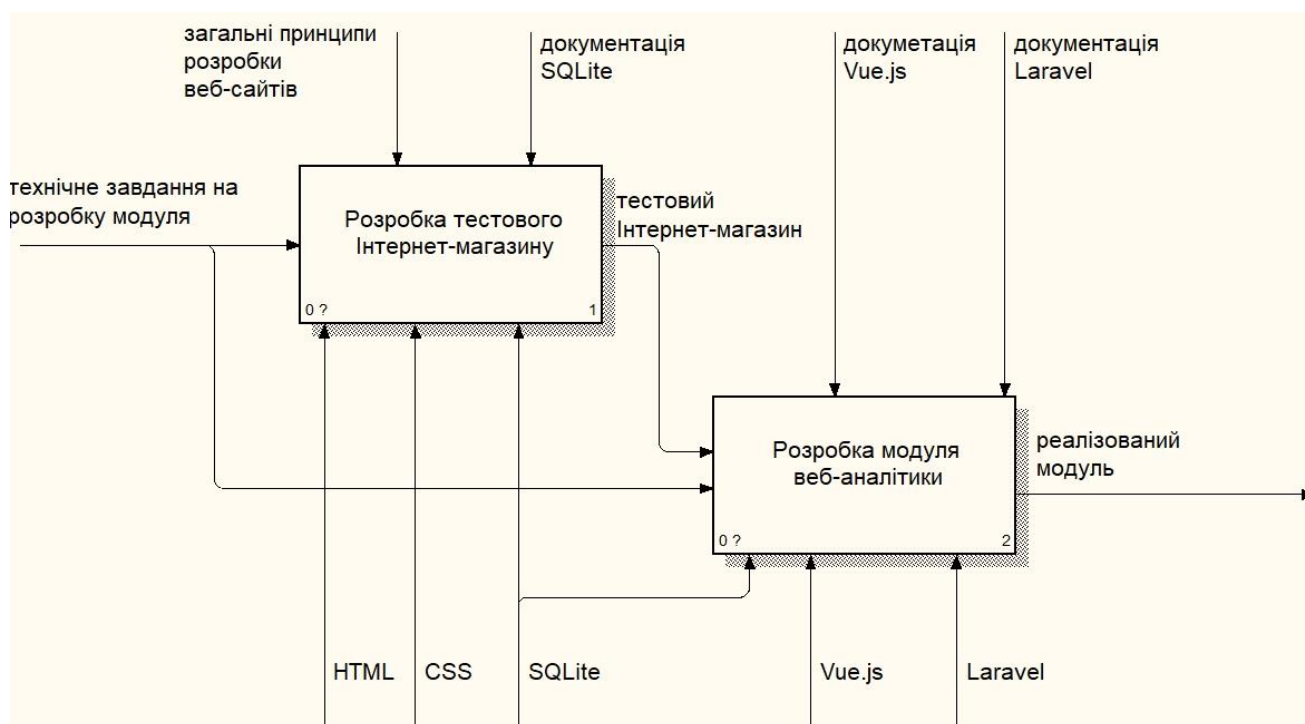 загальні принципи
розробки
веб-сайтів
документація
SQLite
докуметація
Vue.js
документація
Laravel
технічне завдання на
розробку модуля
Розробка тестового
Інтернет-магазину
0 ?
1
тестовий
Інтернет-магазин
Розробка модуля
веб-аналітики
0 ?
2
реалізований
модуль
HTML
CSS
SQLite
Vue.js
Laravel